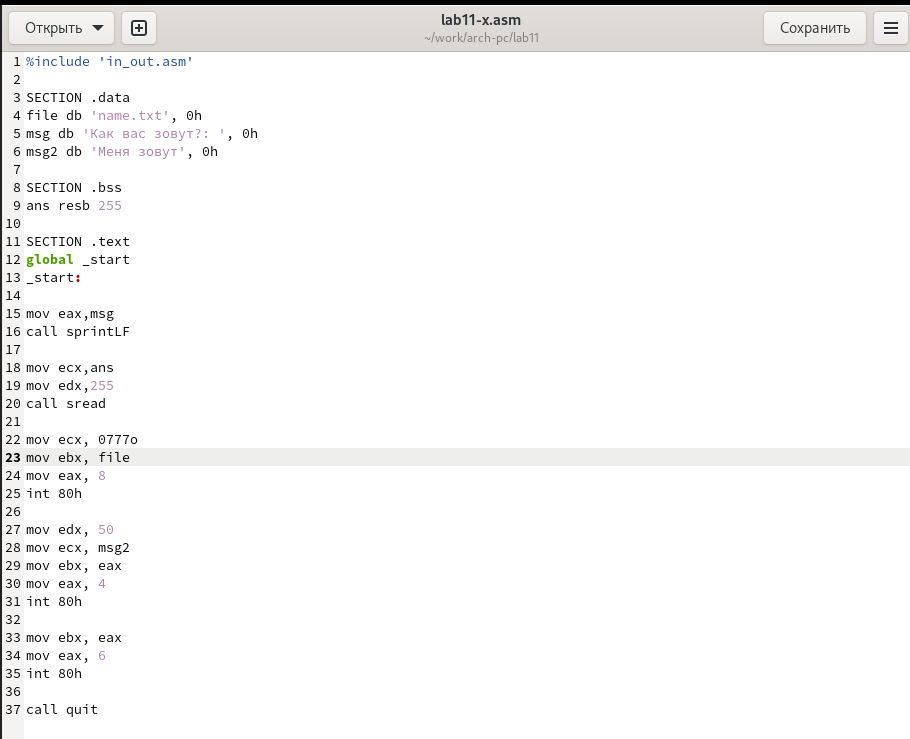 Открыть
lab11-x.asm
~/work/arch-pc/lab11
Сохранить
1 %include 'in_out.asm'
2
3 SECTION .data
4 file db 'name.txt', 0h
5 msg db 'Как вас зовут?: ', 0h
6 msg2 db 'Меня зовут', 0h
7
8 SECTION .bss
9 ans resb 255
10
11 SECTION .text
12 global _start
13 _start:
14
15 mov eax,msg
16 call sprintLF
17
18 mov ecx,ans
19 mov edx,255
20 call sread
21
22 mov ecx, 0777o
23 mov ebx, file
24 mov eax, 8
25 int 80h
26
27 mov edx, 50
28 mov ecx, msg2
29 mov ebx, eax
30 mov eax, 4
31 int 80h
32
33 mov ebx, eax
34 mov eax, 6
35 int 80h
36
37 call quit